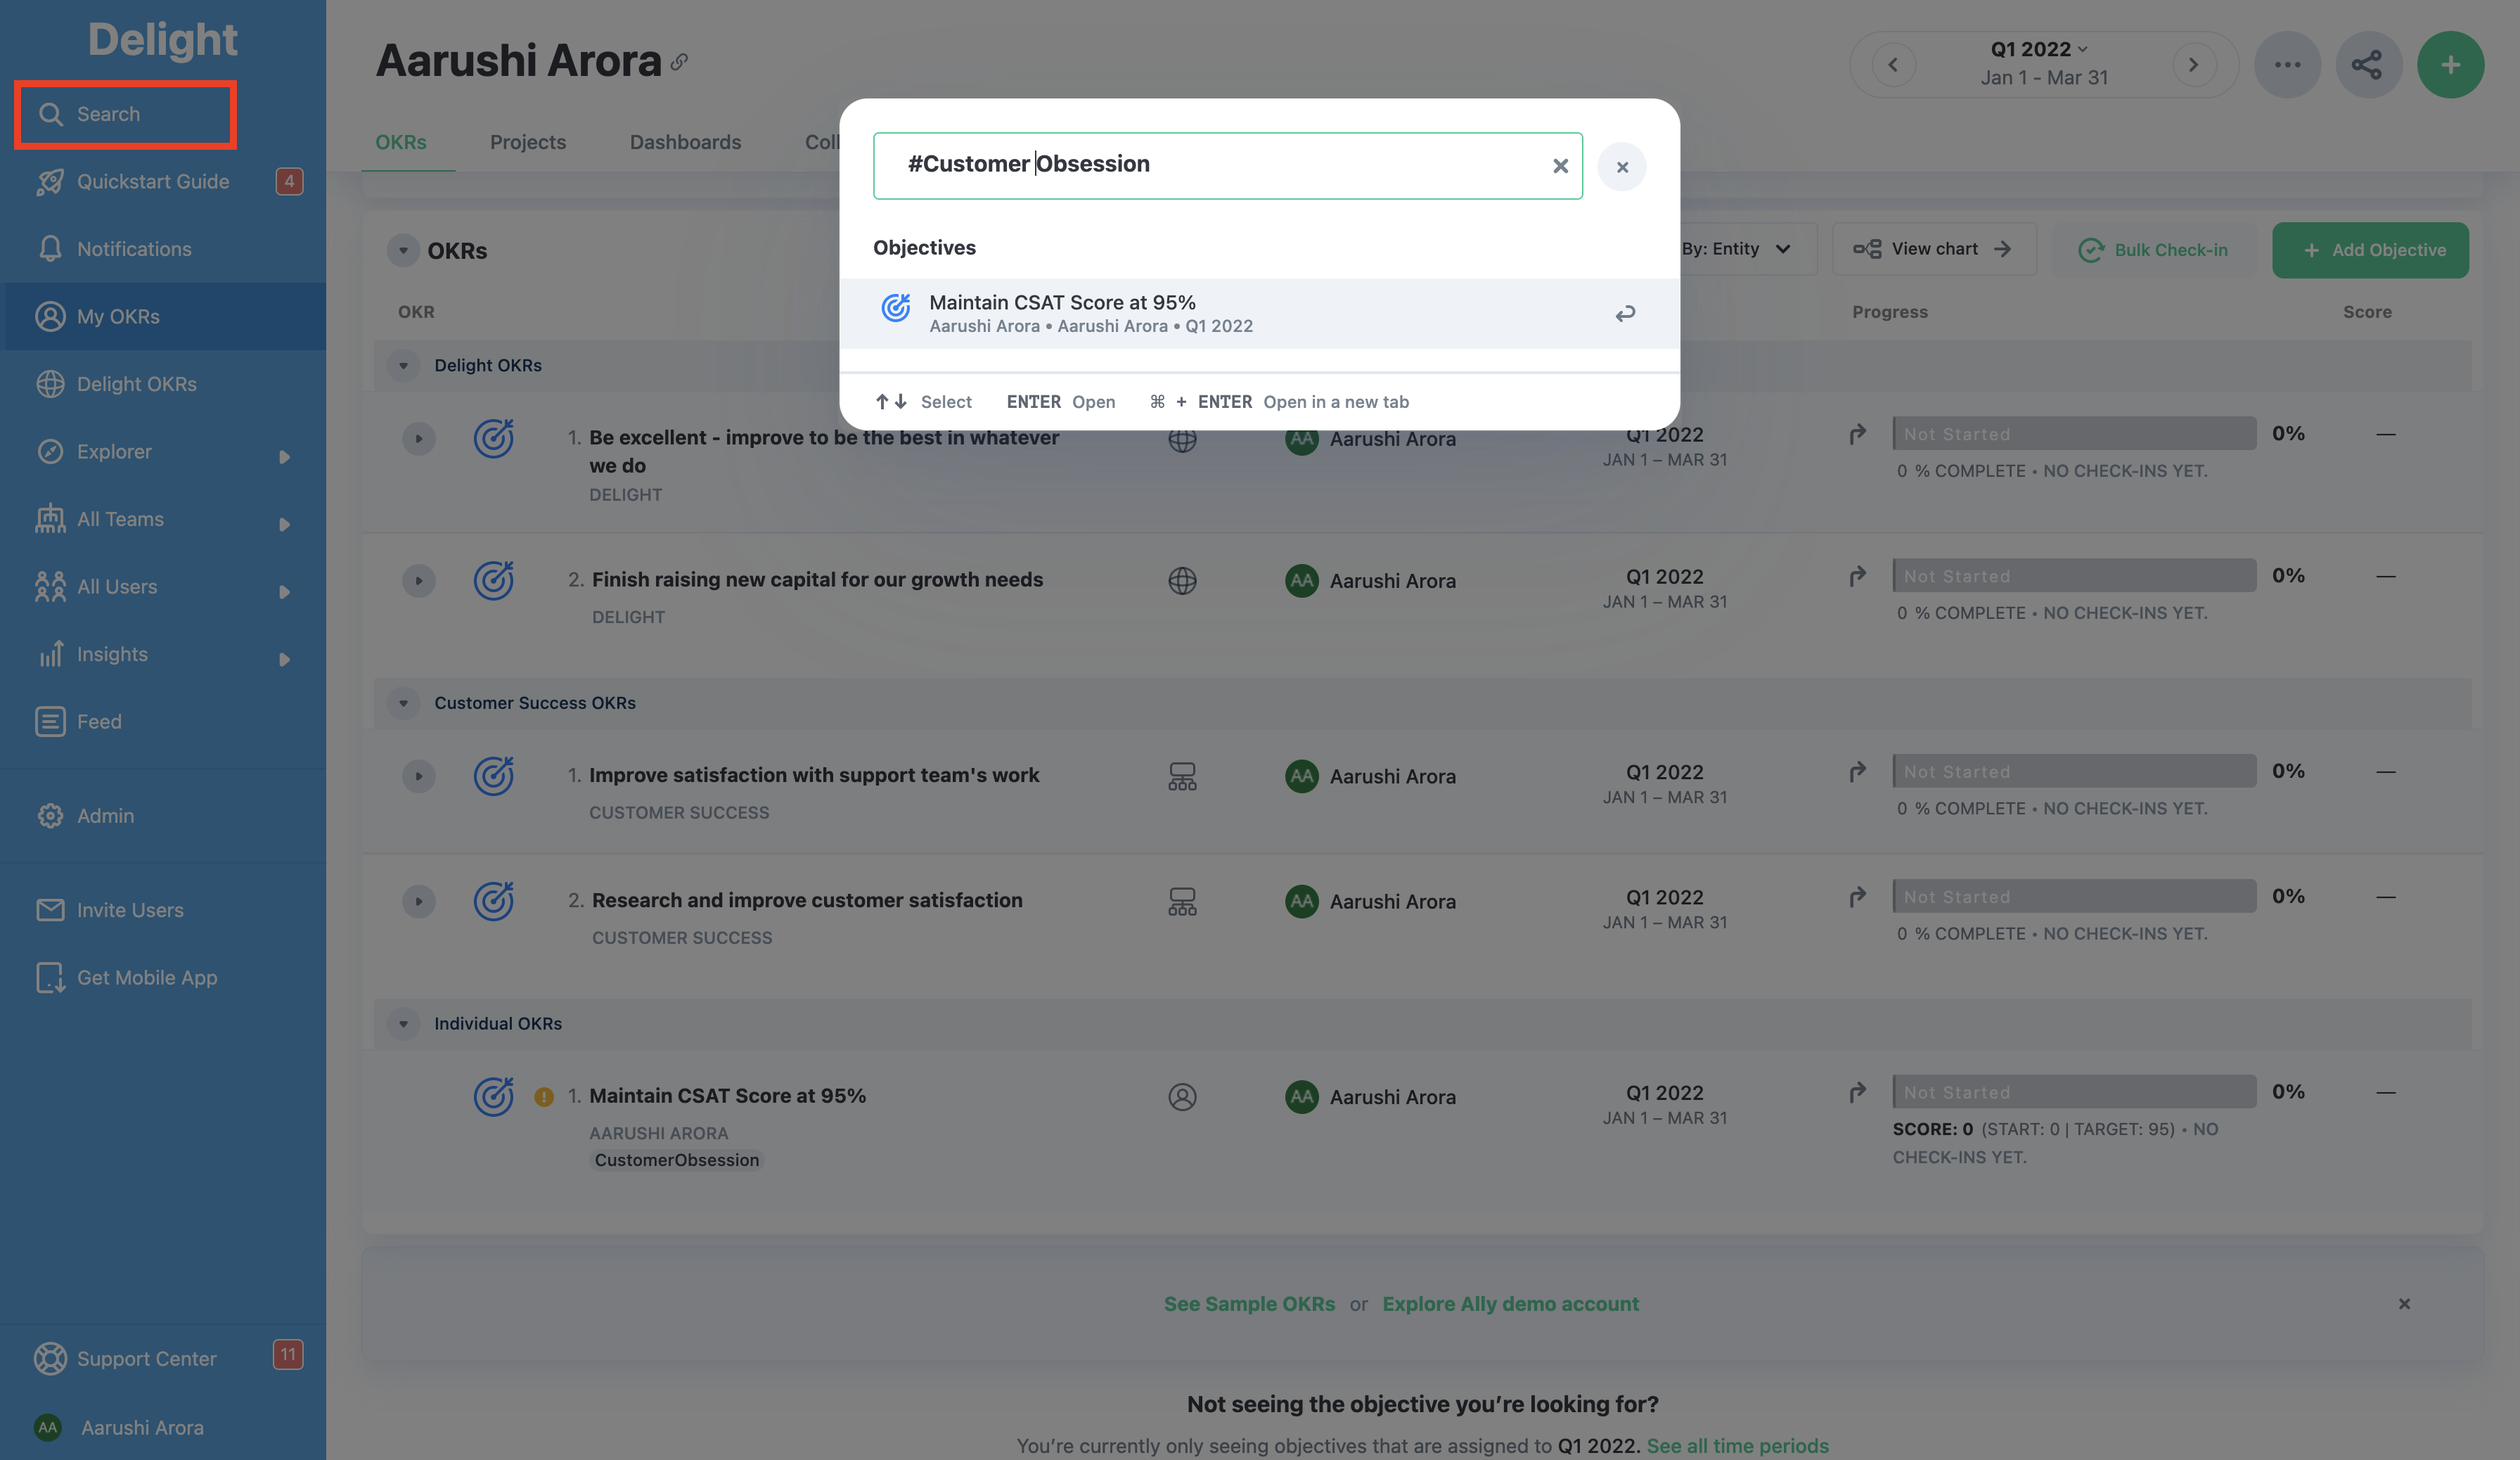 Delight
Search
Quickstart Guide 4
Notifications
My OKRs
Delight OKRs
Explorer
All Teams
All Users
Insights
Feed
Admin
Invite Users
Get Mobile App
Support Center 11
AA Aarushi Arora
Aarushi Arora
Q1 2022
Jan 1 - Mar 31
OKRs Projects Dashboards Coll
#Customer Obsession
Objectives
Maintain CSAT Score at 95%
Aarushi Arora • Aarushi Arora • Q1 2022
↑↓ Select ENTER Open ⌘ + ENTER Open in a new tab
OKRs
By: Entity View chart → Bulk Check-in + Add Objective
OKR Progress Score
Delight OKRs
1. Be excellent - improve to be the best in whatever
we do
DELIGHT
AA Aarushi Arora
Q1 2022
JAN 1 – MAR 31
Not Started 0% —
0 % COMPLETE • NO CHECK-INS YET.
2. Finish raising new capital for our growth needs
DELIGHT
AA Aarushi Arora
Q1 2022
JAN 1 – MAR 31
Not Started 0% —
0 % COMPLETE • NO CHECK-INS YET.
Customer Success OKRs
1. Improve satisfaction with support team's work
CUSTOMER SUCCESS
AA Aarushi Arora
Q1 2022
JAN 1 – MAR 31
Not Started 0% —
0 % COMPLETE • NO CHECK-INS YET.
2. Research and improve customer satisfaction
CUSTOMER SUCCESS
AA Aarushi Arora
Q1 2022
JAN 1 – MAR 31
Not Started 0% —
0 % COMPLETE • NO CHECK-INS YET.
Individual OKRs
1. Maintain CSAT Score at 95%
AARUSHI ARORA
CustomerObsession
AA Aarushi Arora
Q1 2022
JAN 1 – MAR 31
Not Started 0% —
SCORE: 0 (START: 0 | TARGET: 95) • NO
CHECK-INS YET.
See Sample OKRs or Explore Ally demo account
Not seeing the objective you’re looking for?
You’re currently only seeing objectives that are assigned to Q1 2022. See all time periods